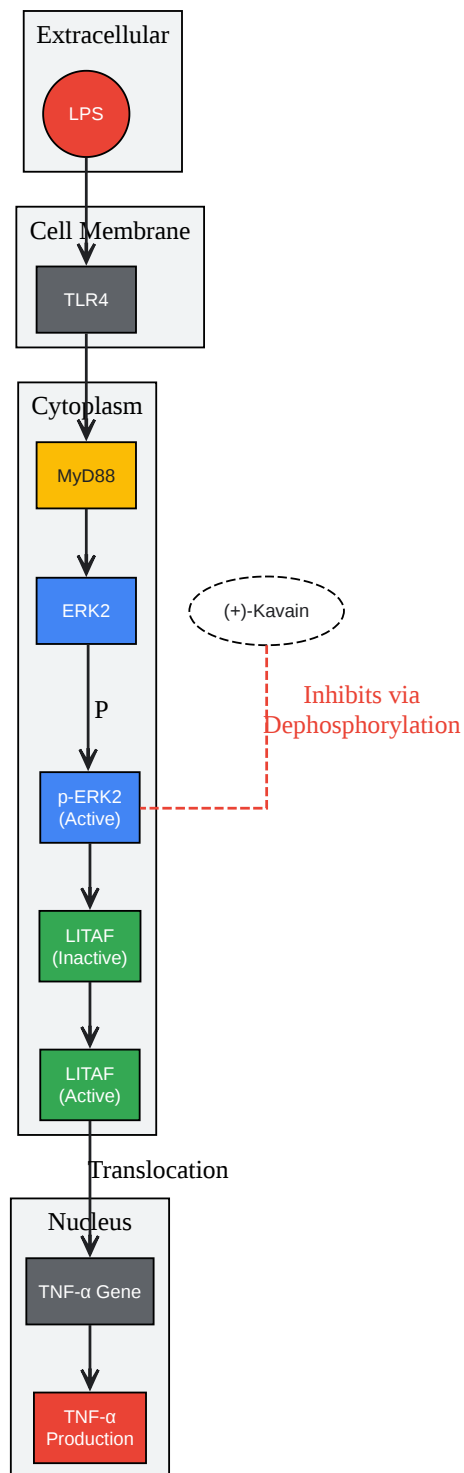 Extracellular
LPS
Cell Membrane
TLR4
Cytoplasm
MyD88
ERK2
(+)-Kavain
P
Inhibits via
Dephosphorylation
p-ERK2
(Active)
LITAF
(Inactive)
LITAF
(Active)
Translocation
Nucleus
TNF-α Gene
TNF-α
Production